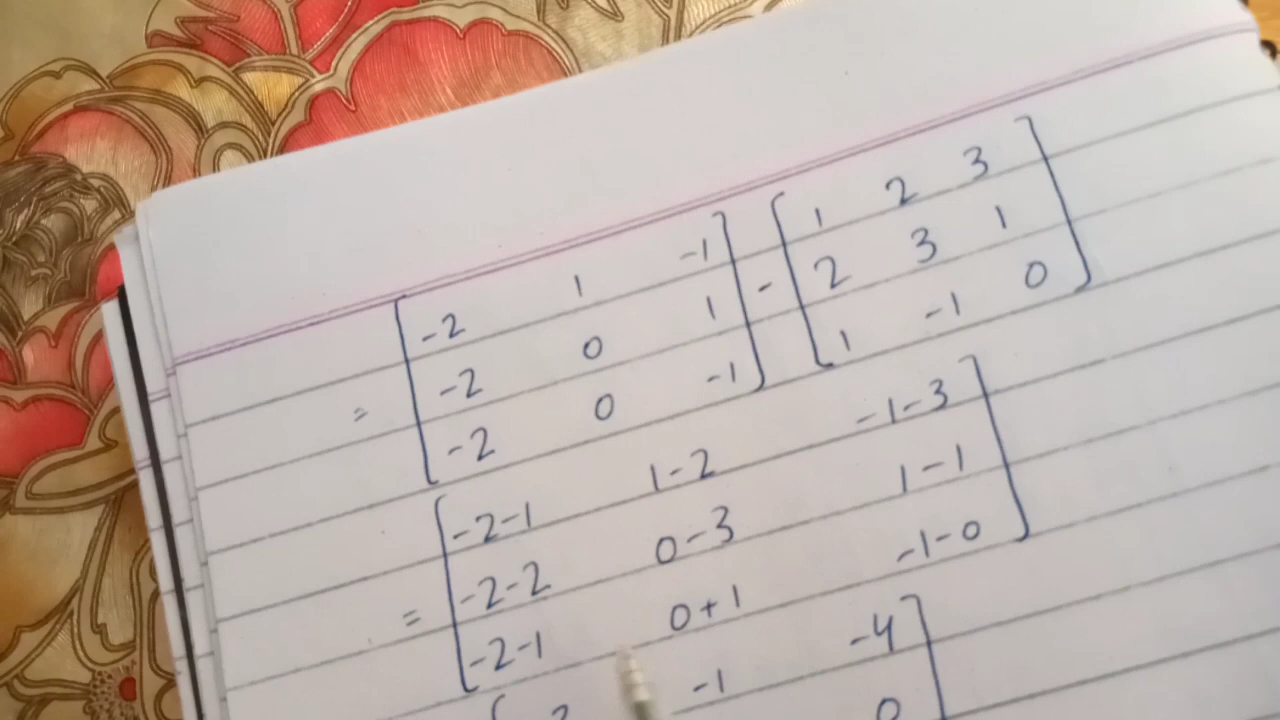 [-2 1 -1] - [1 2 3]
= [-2 0 1] [2 3 1]
[-2 0 -1] [1 -1 0]
[-2-1 1-2 -1-3]
= [-2-2 0-3 1-1]
[-2-1 0+1 -1-0]
-1 -4
0